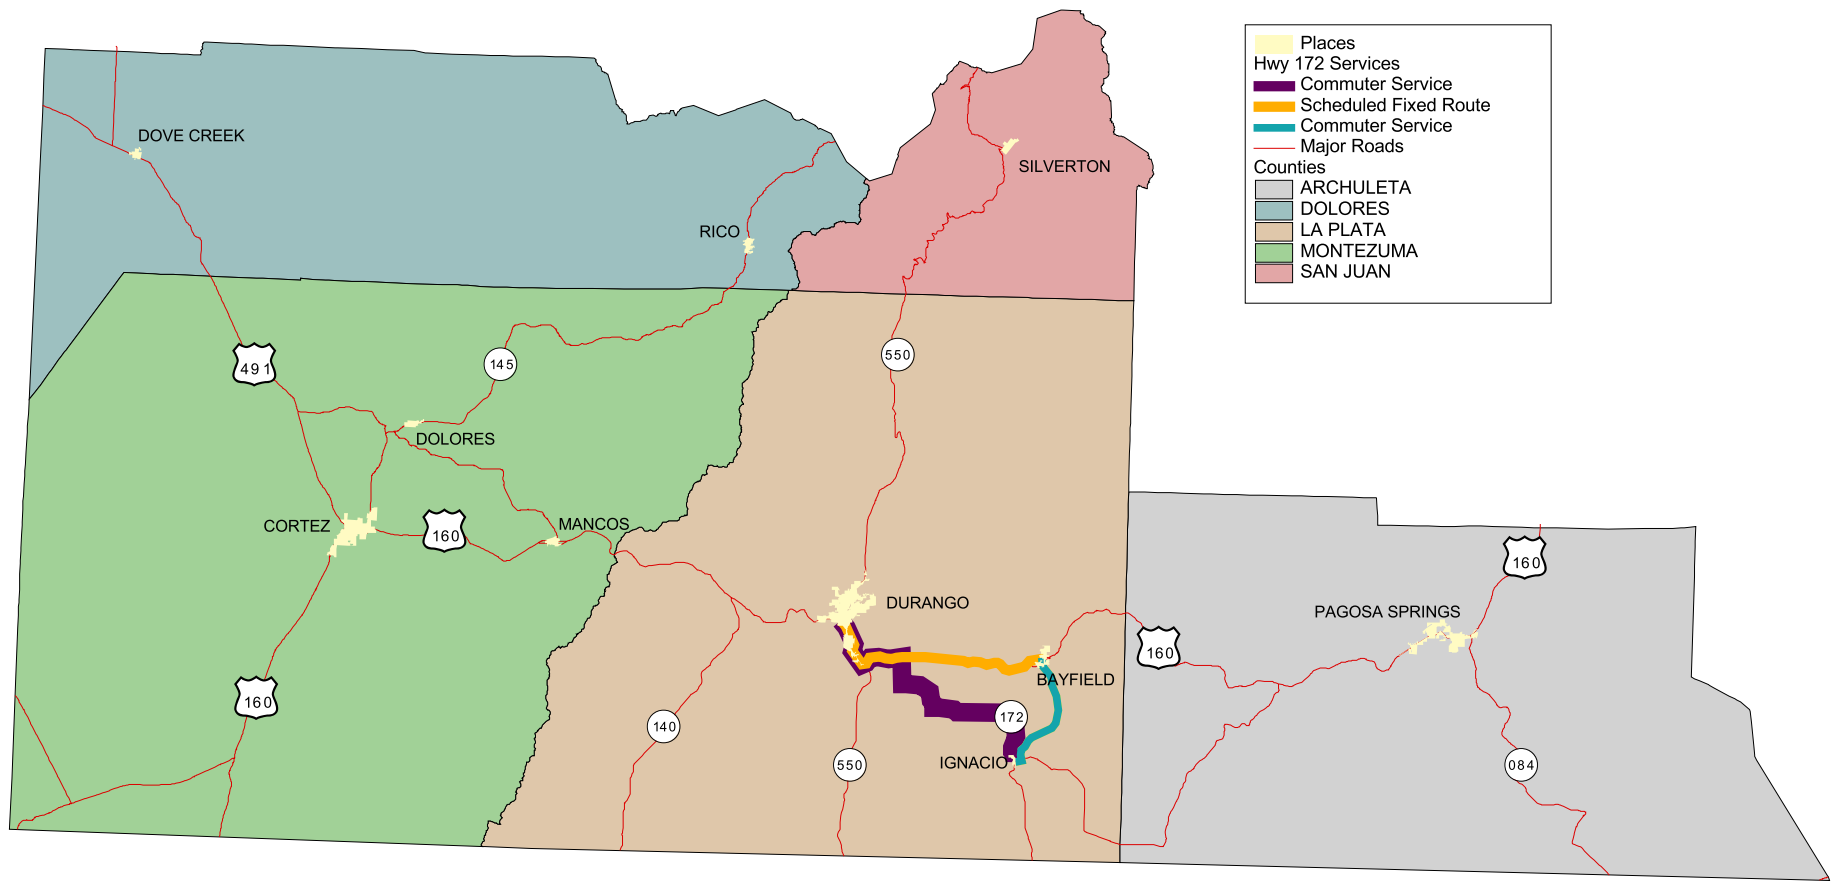 Places
Hwy 172 Services
Commuter Service
Scheduled Fixed Route
Commuter Service
Major Roads
Counties
ARCHULETA
DOLORES
LA PLATA
MONTEZUMA
SAN JUAN
DOVE CREEK
SILVERTON
RICO
550
491
145
DOLORES
CORTEZ
160
MANCOS
160
DURANGO
PAGOSA SPRINGS
160
BAYFIELD
160
172
140
550
IGNACIO
084